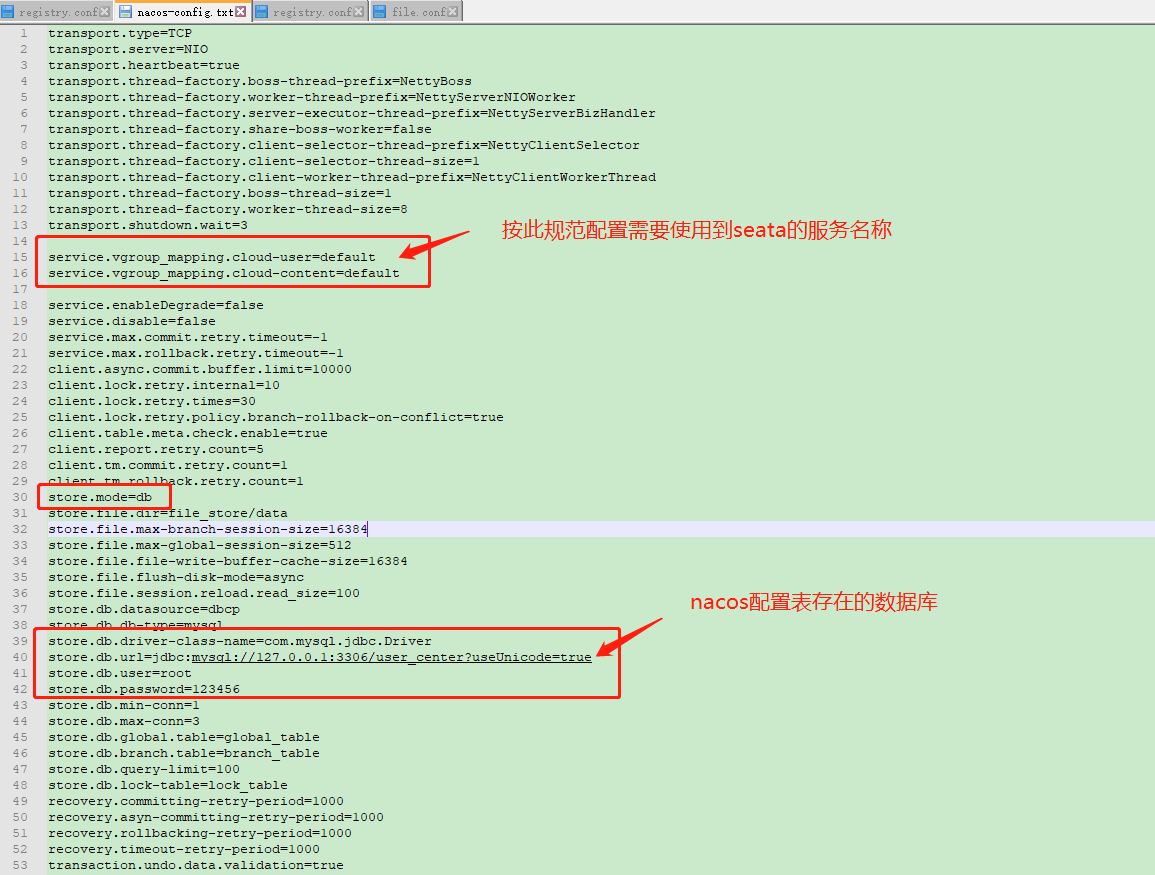 registry.conf nacos-config.txt registry.conf file.conf
1 transport.type=TCP
2 transport.server=NIO
3 transport.heartbeat=true
4 transport.thread-factory.boss-thread-prefix=NettyBoss
5 transport.thread-factory.worker-thread-prefix=NettyServerNIOWorker
6 transport.thread-factory.server-executor-thread-prefix=NettyServerBizHandler
7 transport.thread-factory.share-boss-worker=false
8 transport.thread-factory.client-selector-thread-prefix=NettyClientSelector
9 transport.thread-factory.client-selector-thread-size=1
10 transport.thread-factory.client-worker-thread-prefix=NettyClientWorkerThread
11 transport.thread-factory.boss-thread-size=1
12 transport.thread-factory.worker-thread-size=8
13 transport.shutdown.wait=3
按此规范配置需要使用到seata的服务名称
14
15 service.vgroup_mapping.cloud-user=default
16 service.vgroup_mapping.cloud-content=default
17
18 service.enableDegrade=false
19 service.disable=false
20 service.max.commit.retry.timeout=-1
21 service.max.rollback.retry.timeout=-1
22 client.async.commit.buffer.limit=10000
23 client.lock.retry.internal=10
24 client.lock.retry.times=30
25 client.lock.retry.policy.branch-rollback-on-conflict=true
26 client.table.meta.check.enable=true
27 client.report.retry.count=5
28 client.tm.commit.retry.count=1
29 client.tm.rollback.retry.count=1
30 store.mode=db
31 store.file.dir=file_store/data
32 store.file.max-branch-session-size=16384
33 store.file.max-global-session-size=512
34 store.file.file-write-buffer-cache-size=16384
35 store.file.flush-disk-mode=async
36 store.file.session.reload.read_size=100
nacos配置表存在的数据库
37 store.db.datasource=dbcp
38 store.db.db-type=mysql
39 store.db.driver-class-name=com.mysql.jdbc.Driver
40 store.db.url=jdbc:mysql://127.0.0.1:3306/user_center?useUnicode=true
41 store.db.user=root
42 store.db.password=123456
43 store.db.min-conn=1
44 store.db.max-conn=3
45 store.db.global.table=global_table
46 store.db.branch.table=branch_table
47 store.db.query-limit=100
48 store.db.lock-table=lock_table
49 recovery.committing-retry-period=1000
50 recovery.asyn-committing-retry-period=1000
51 recovery.rollbacking-retry-period=1000
52 recovery.timeout-retry-period=1000
53 transaction.undo.data.validation=true